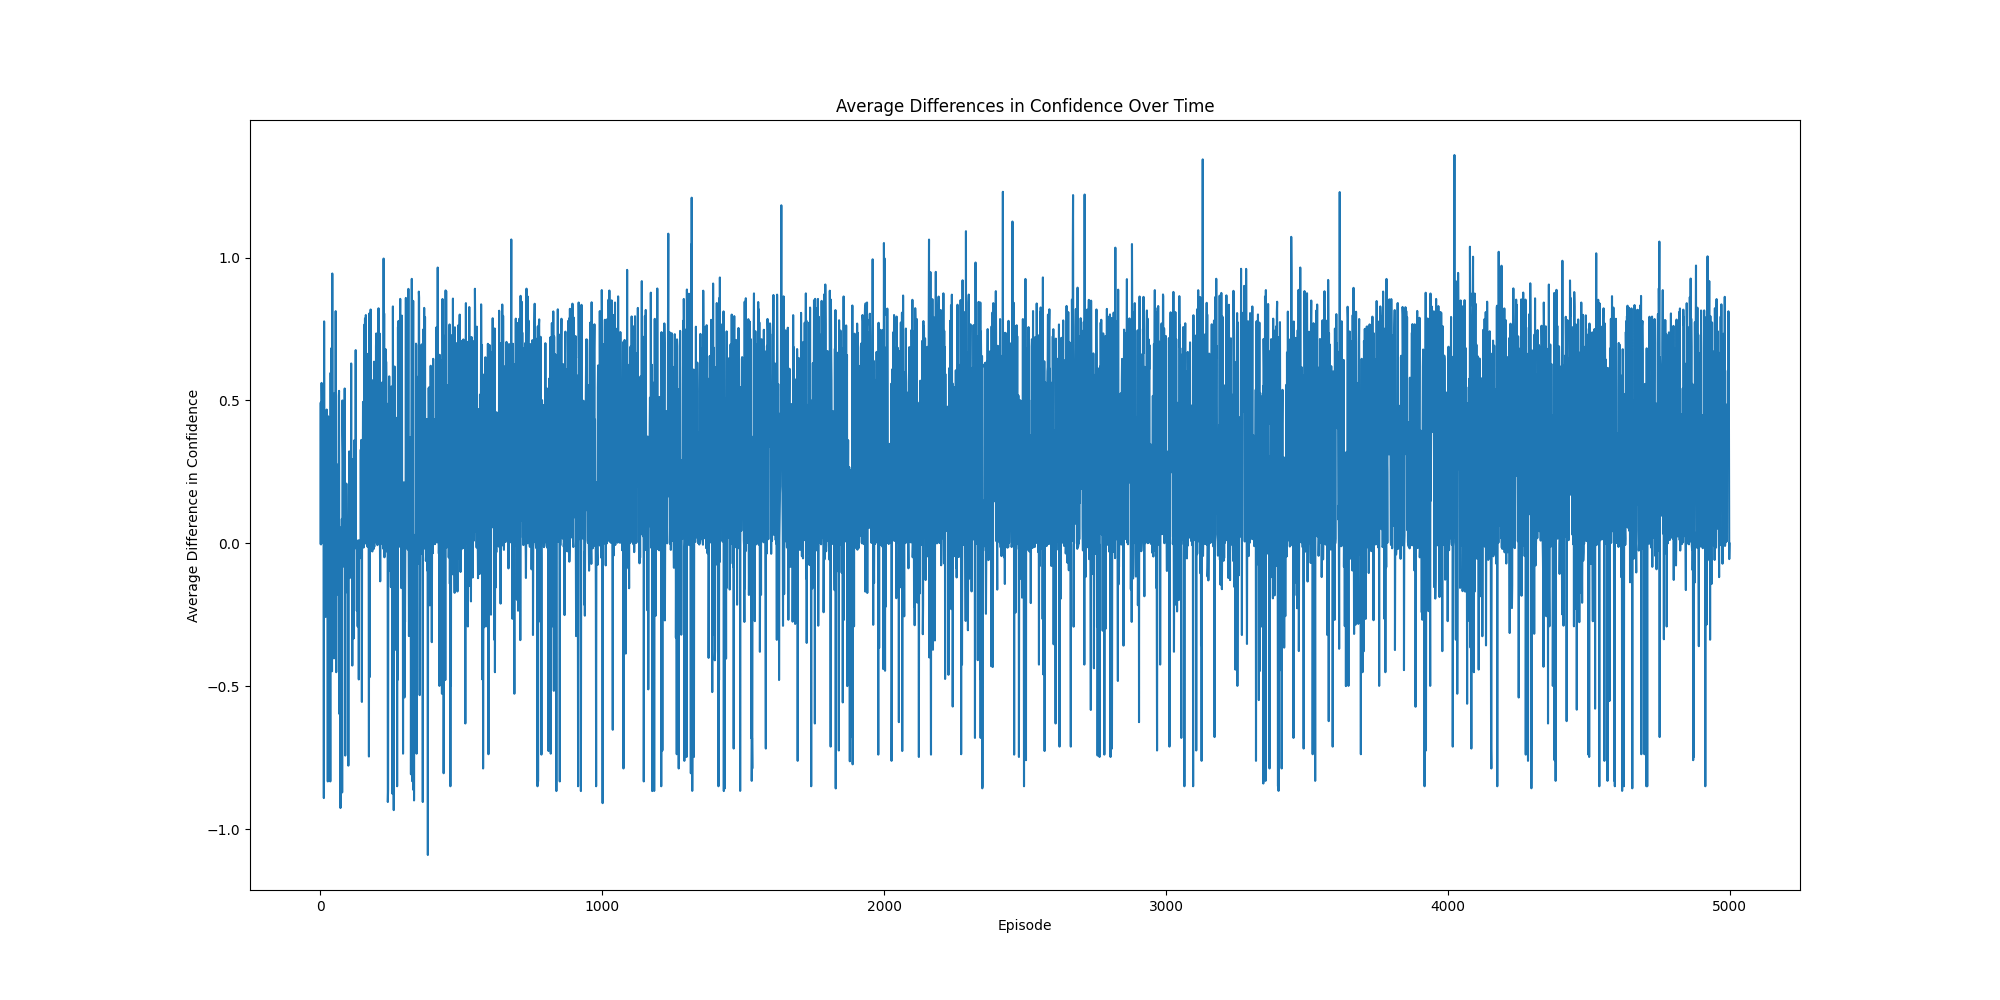 Average Differences in Confidence Over Time
Average Difference in Confidence
1.0
0.5
0.0
−0.5
−1.0
0 1000 2000 3000 4000 5000
Episode